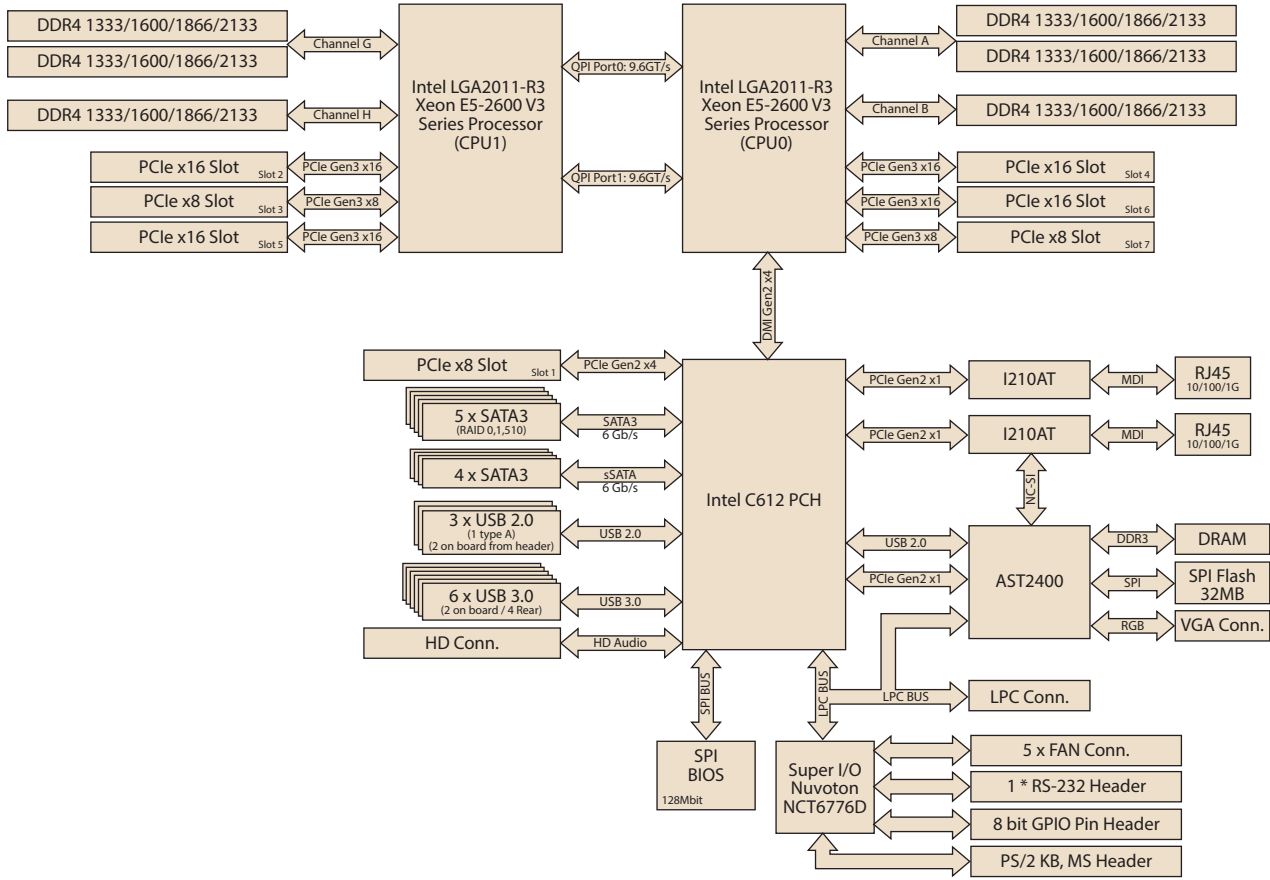 DDR4 1333/1600/1866/2133
DDR4 1333/1600/1866/2133
Channel G
DDR4 1333/1600/1866/2133
Channel H
PCIe x16 Slot
Slot 2
PCIe Gen3 x16
PCIe x8 Slot
Slot 3
PCIe Gen3 x8
PCIe x16 Slot
Slot 5
PCIe Gen3 x16
Intel LGA2011-R3
Xeon E5-2600 V3
Series Processor
(CPU1)
QPI Port0: 9.6GT/s
QPI Port1: 9.6GT/s
Intel LGA2011-R3
Xeon E5-2600 V3
Series Processor
(CPU0)
Channel A
DDR4 1333/1600/1866/2133
DDR4 1333/1600/1866/2133
Channel B
DDR4 1333/1600/1866/2133
PCIe Gen3 x16
PCIe x16 Slot
Slot 4
PCIe Gen3 x16
PCIe x16 Slot
Slot 6
PCIe Gen3 x8
PCIe x8 Slot
Slot 7
DMI Gen2 x4
PCIe x8 Slot
Slot 1
PCIe Gen2 x4
5 x SATA3
(RAID 0,1,510)
SATA3
6 Gb/s
4 x SATA3
sSATA
6 Gb/s
3 x USB 2.0
(1 type A)
(2 on board from header)
USB 2.0
6 x USB 3.0
(2 on board / 4 Rear)
USB 3.0
HD Conn.
HD Audio
Intel C612 PCH
PCIe Gen2 x1
I210AT
MDI
RJ45
10/100/1G
PCIe Gen2 x1
I210AT
MDI
RJ45
10/100/1G
NC-SI
USB 2.0
PCIe Gen2 x1
AST2400
DDR3
DRAM
SPI
SPI Flash
32MB
RGB
VGA Conn.
SPI BUS
LPC BUS
LPC BUS
LPC Conn.
SPI
BIOS
128Mbit
Super I/O
Nuvoton
NCT6776D
5 x FAN Conn.
1 * RS-232 Header
8 bit GPIO Pin Header
PS/2 KB, MS Header